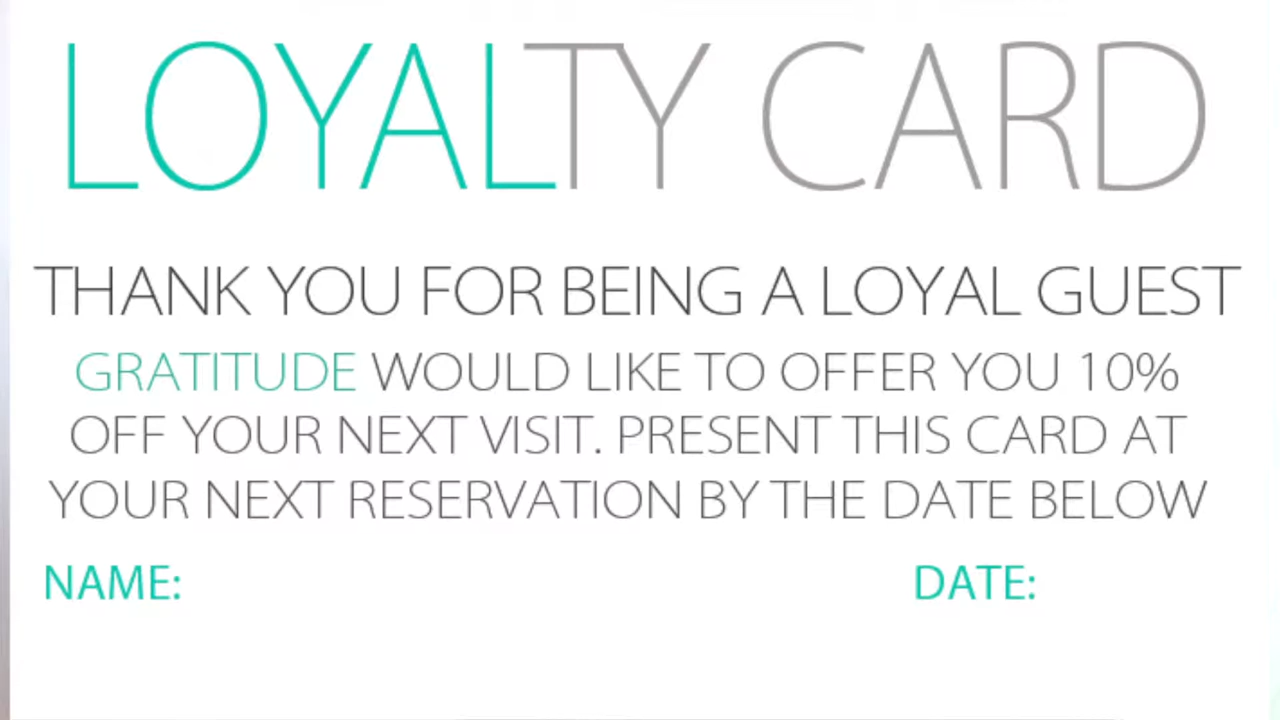 LOYALTY CARD
THANK YOU FOR BEING A LOYAL GUEST
GRATITUDE WOULD LIKE TO OFFER YOU 10%
OFF YOUR NEXT VISIT. PRESENT THIS CARD AT
YOUR NEXT RESERVATION BY THE DATE BELOW
NAME: DATE: